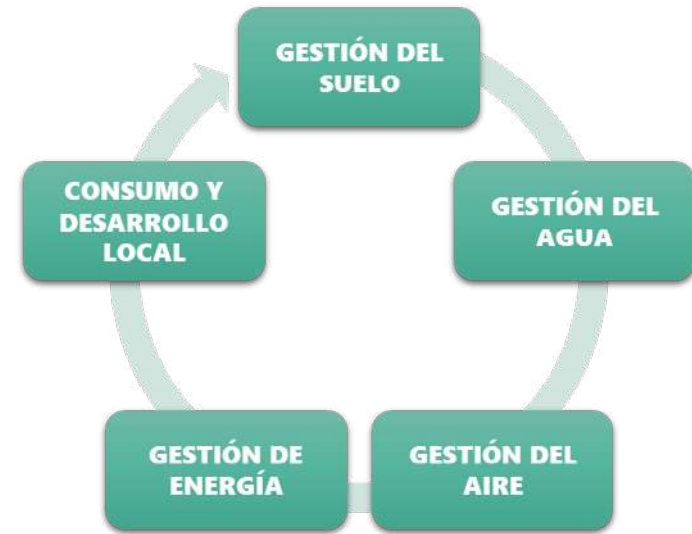 GESTIÓN DEL
SUELO
GESTIÓN DEL
AGUA
GESTIÓN DEL
AIRE
GESTIÓN DE
ENERGÍA
CONSUMO Y
DESARROLLO
LOCAL